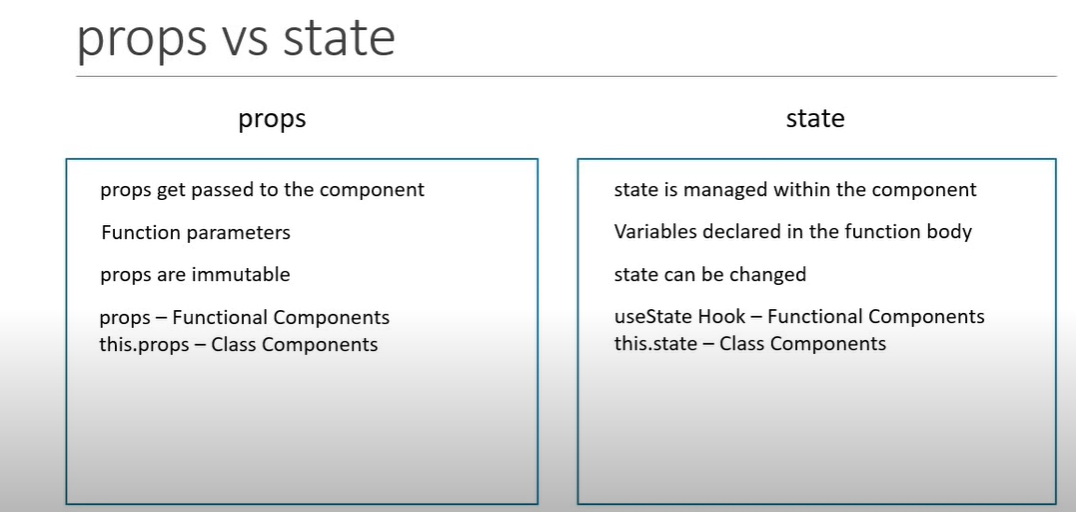 props vs state
props
props get passed to the component
Function parameters
props are immutable
props – Functional Components
this.props – Class Components
state
state is managed within the component
Variables declared in the function body
state can be changed
useState Hook – Functional Components
this.state – Class Components